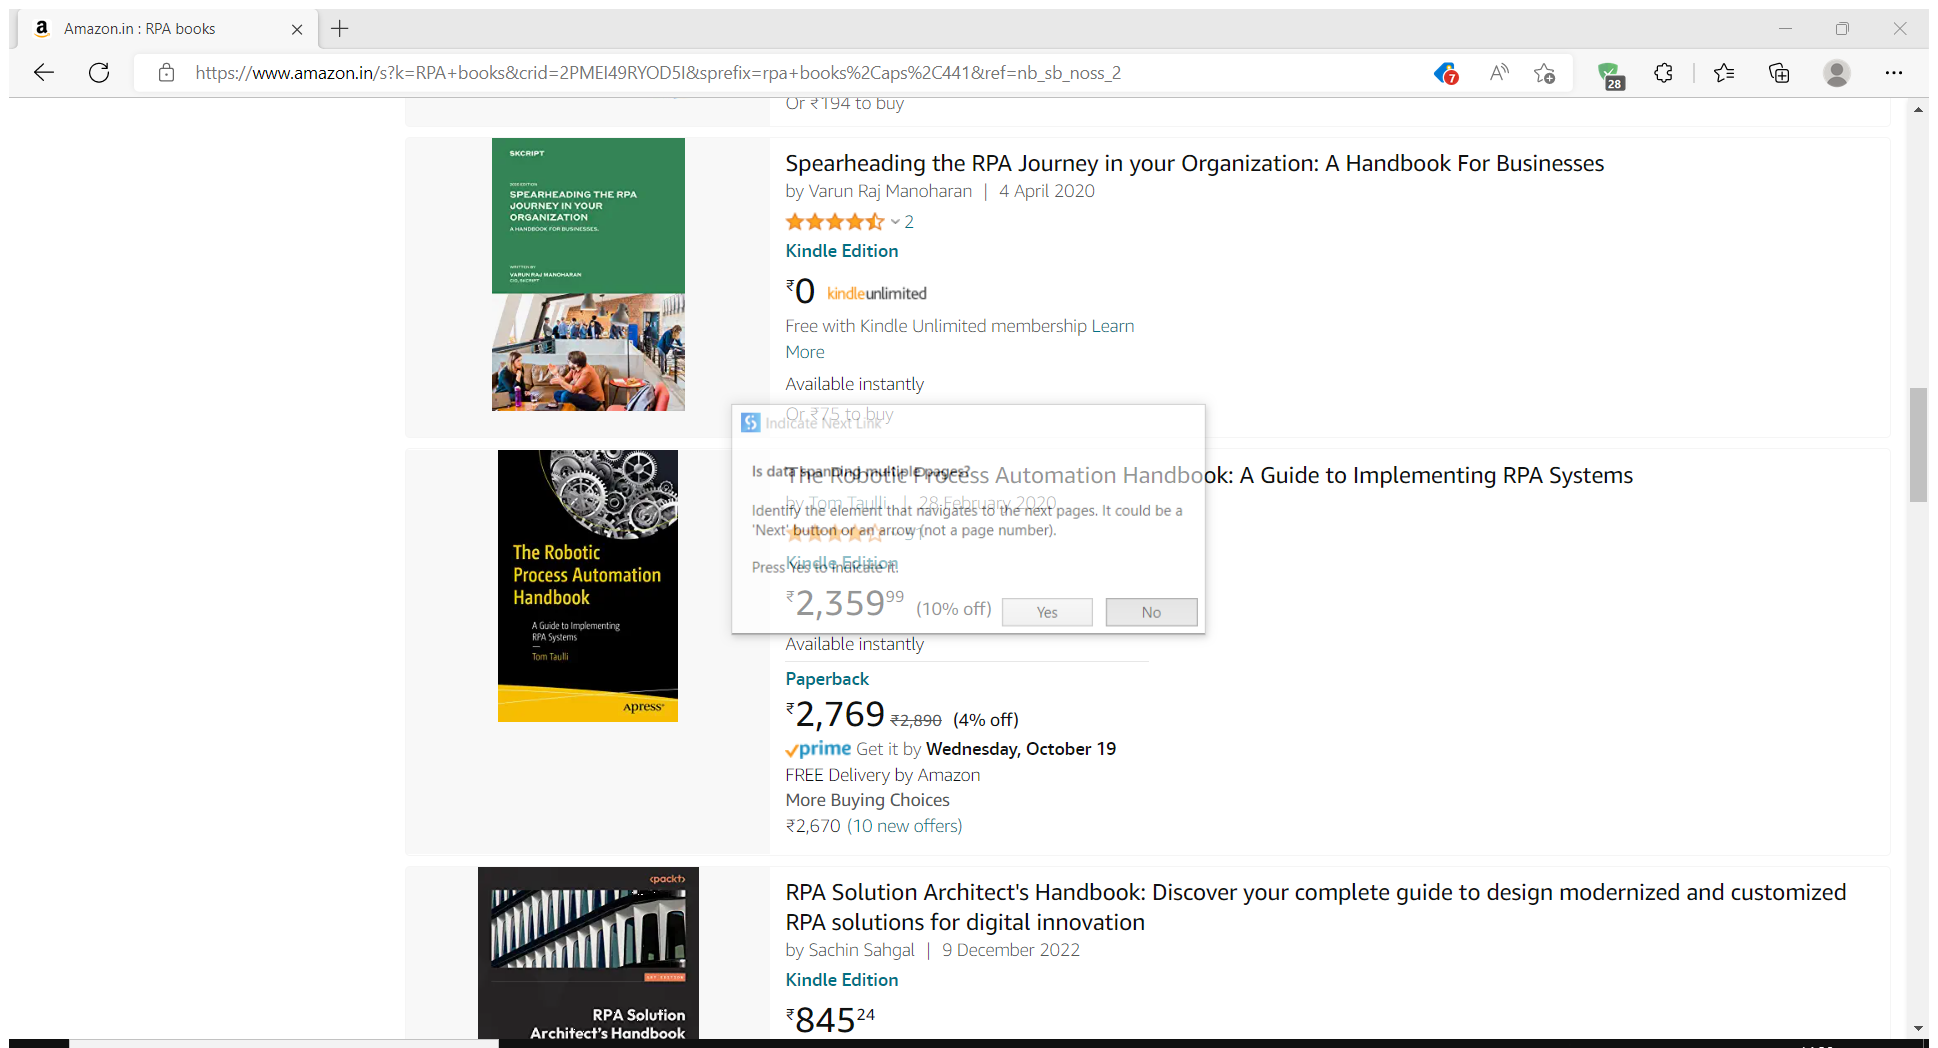 Amazon.in : RPA books
https://www.amazon.in/s?k=RPA+books&crid=2PMEI49RYOD5I&sprefix=rpa+books%2Caps%2C441&ref=nb_sb_noss_2
7
28
Or ₹194 to buy
SKCRIPT
2020 EDITION
SPEARHEADING THE RPA
JOURNEY IN YOUR
ORGANIZATION
A HANDBOOK FOR BUSINESSES.
WRITTEN BY
VARUN RAJ MANOHARAN
CIO, SKCRIPT
Spearheading the RPA Journey in your Organization: A Handbook For Businesses
by Varun Raj Manoharan | 4 April 2020
2
Kindle Edition
₹0 kindleunlimited
Free with Kindle Unlimited membership Learn
More
Available instantly
Or ₹75 to buy
Indicate Next Link
Is data spanning multiple pages?
Identify the element that navigates to the next pages. It could be a
'Next' button or an arrow (not a page number).
Press Yes to indicate it.
Yes
No
The Robotic
Process Automation
Handbook
A Guide to Implementing
RPA Systems
Tom Taulli
Apress®
The Robotic Process Automation Handbook: A Guide to Implementing RPA Systems
by Tom Taulli | 28 February 2020
Kindle Edition
₹2,359.99 (10% off)
Available instantly
Paperback
₹2,769 ₹2,890 (4% off)
prime Get it by Wednesday, October 19
FREE Delivery by Amazon
More Buying Choices
₹2,670 (10 new offers)
<packt>
RPA Solution
Architect's Handbook
RPA Solution Architect's Handbook: Discover your complete guide to design modernized and customized
RPA solutions for digital innovation
by Sachin Sahgal | 9 December 2022
Kindle Edition
₹845 24